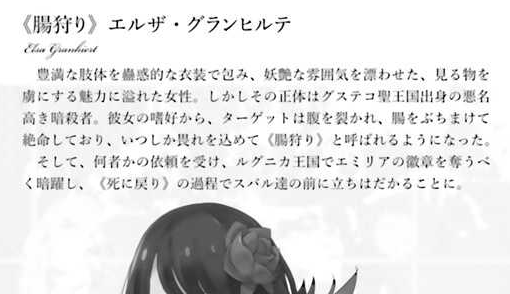 《腸狩り》エルザ・グランヒルテ
Elsa Granhiert
豊満な肢体を蠱惑的な衣装で包み、妖艶な雰囲気を漂わせた、見る物を
虜にする魅力に溢れた女性。しかしその正体はグステコ聖王国出身の悪名
高き暗殺者。彼女の嗜好から、ターゲットは腹を裂かれ、腸をぶちまけて
絶命しており、いつしか畏れを込めて《腸狩り》と呼ばれるようになった。
そして、何者かの依頼を受け、ルグニカ王国でエミリアの徽章を奪うべ
く暗躍し、《死に戻り》の過程でスバル達の前に立ちはだかることに。